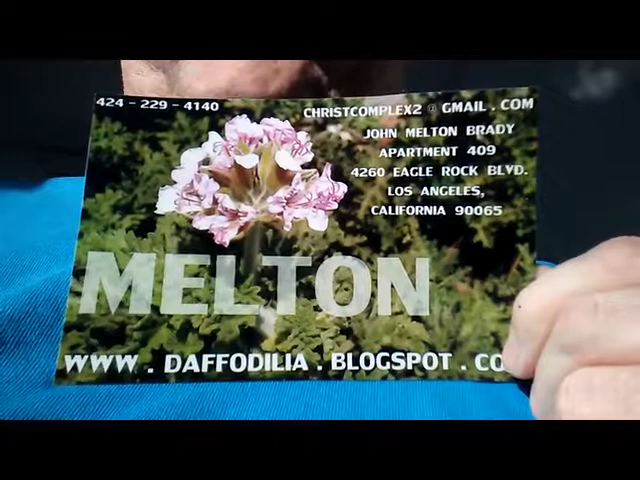 424 - 229 - 4140
CHRISTCOMPLEX2 @ GMAIL . COM
JOHN MELTON BRADY
APARTMENT 409
4260 EAGLE ROCK BLVD.
LOS ANGELES,
CALIFORNIA 90065
MELTON
WWW . DAFFODILIA . BLOGSPOT . CO